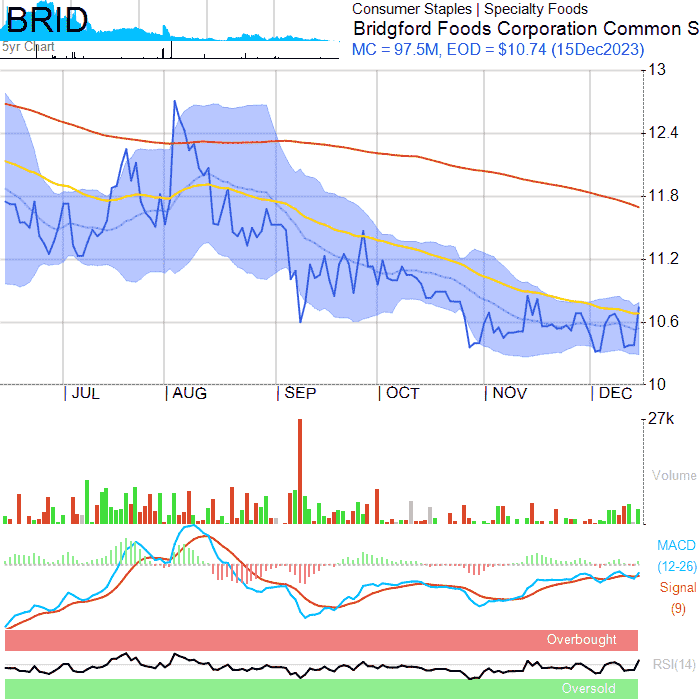 BRID
5yr Chart
Consumer Staples | Specialty Foods
Bridgford Foods Corporation Common S
MC = 97.5M, EOD = $10.74 (15Dec2023)
13
12.4
11.8
11.2
10.6
10
JUL AUG SEP OCT NOV DEC
27k
Volume
MACD
(12-26)
Signal
(9)
Overbought
RSI(14)
Oversold